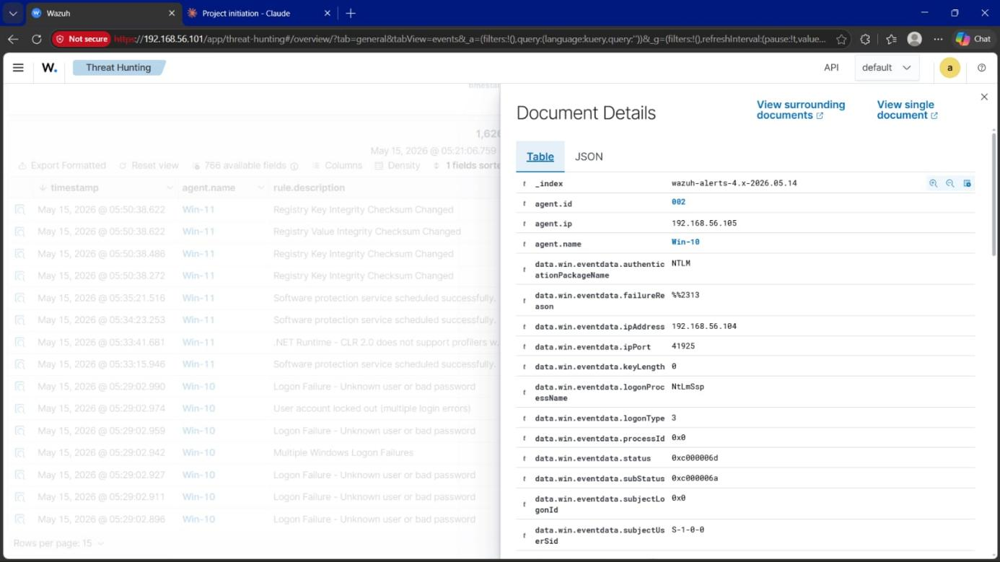 Wazuh
Project initiation - Claude
Not secure https://192.168.56.101/app/threat-hunting#/overview/?tab=general&tabView=events&_a=(filters:!(),query:(language:kuery,query:''))&_g=(filters:!(),refreshInterval:(pause:!t,value...
Chat
W. Threat Hunting API default a
1,626
May 15, 2026 @ 05:21:06.759
Export Formatted Reset view 766 available fields Columns Density 1 fields sorte
timestamp agent.name rule.description
May 15, 2026 @ 05:50:38.622 Win-11 Registry Key Integrity Checksum Changed
May 15, 2026 @ 05:50:38.622 Win-11 Registry Value Integrity Checksum Changed
May 15, 2026 @ 05:50:38.486 Win-11 Registry Key Integrity Checksum Changed
May 15, 2026 @ 05:50:38.272 Win-11 Registry Key Integrity Checksum Changed
May 15, 2026 @ 05:35:21.516 Win-11 Software protection service scheduled successfully.
May 15, 2026 @ 05:34:23.253 Win-11 Software protection service scheduled successfully.
May 15, 2026 @ 05:33:41.681 Win-11 .NET Runtime - CLR 2.0 does not support profilers w.
May 15, 2026 @ 05:33:15.946 Win-11 Software protection service scheduled successfully.
May 15, 2026 @ 05:29:02.990 Win-10 Logon Failure - Unknown user or bad password
May 15, 2026 @ 05:29:02.974 Win-10 User account locked out (multiple login errors)
May 15, 2026 @ 05:29:02.959 Win-10 Logon Failure - Unknown user or bad password
May 15, 2026 @ 05:29:02.942 Win-10 Multiple Windows Logon Failures
May 15, 2026 @ 05:29:02.927 Win-10 Logon Failure - Unknown user or bad password
May 15, 2026 @ 05:29:02.911 Win-10 Logon Failure - Unknown user or bad password
May 15, 2026 @ 05:29:02.896 Win-10 Logon Failure - Unknown user or bad password
Rows per page: 15
Document Details
View surrounding
documents
View single
document
Table JSON
t _index wazuh-alerts-4.x-2026.05.14
t agent.id 002
t agent.ip 192.168.56.105
t agent.name Win-10
t data.win.eventdata.authentic NTLM
ationPackageName
t data.win.eventdata.failureRe %%2313
ason
t data.win.eventdata.ipAddress 192.168.56.104
t data.win.eventdata.ipPort 41925
t data.win.eventdata.keyLength 0
t data.win.eventdata.logonProc NtLmSsp
essName
t data.win.eventdata.logonType 3
t data.win.eventdata.processId 0x0
t data.win.eventdata.status 0xc000006d
t data.win.eventdata.subStatus 0xc000006a
t data.win.eventdata.subjectLo 0x0
gonId
t data.win.eventdata.subjectUs S-1-0-0
erSid